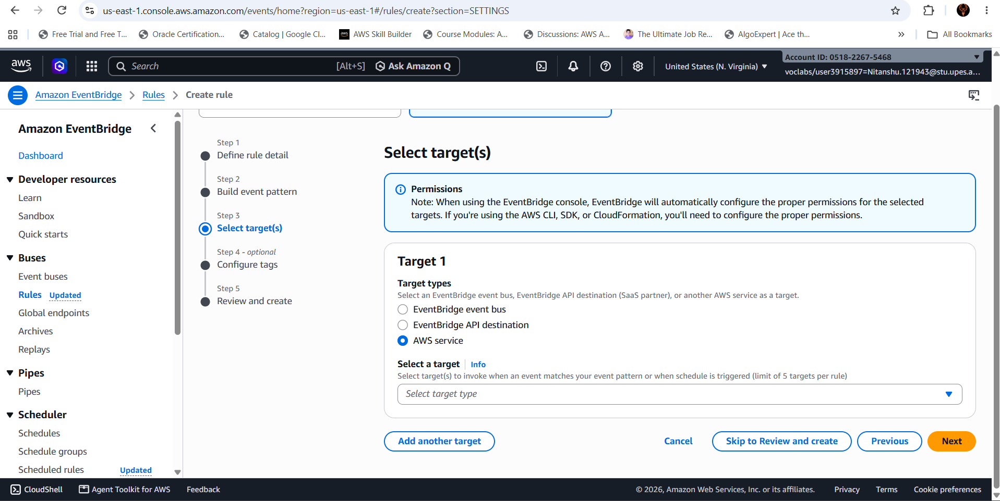 us-east-1.console.aws.amazon.com/events/home?region=us-east-1#/rules/create?section=SETTINGS
Free Trial and Free T...
Oracle Certification...
Catalog | Google Cl...
aws
AWS Skill Builder
Course Modules: A...
Discussions: AWS A...
The Ultimate Job Re...
AlgoExpert | Ace th...
All Bookmarks
aws
Search
[Alt+S]
Ask Amazon Q
United States (N. Virginia)
Account ID: 0518-2267-5468
voclabs/user3915897=Nitanshu.121943@stu.upes.a...
Amazon EventBridge
Rules
Create rule
Amazon EventBridge
Dashboard
Developer resources
Learn
Sandbox
Quick starts
Buses
Event buses
Rules Updated
Global endpoints
Archives
Replays
Pipes
Pipes
Scheduler
Schedules
Schedule groups
Scheduled rules Updated
Step 1
Define rule detail
Step 2
Build event pattern
Step 3
Select target(s)
Step 4 - optional
Configure tags
Step 5
Review and create
Select target(s)
Permissions
Note: When using the EventBridge console, EventBridge will automatically configure the proper permissions for the selected
targets. If you're using the AWS CLI, SDK, or CloudFormation, you'll need to configure the proper permissions.
Target 1
Target types
Select an EventBridge event bus, EventBridge API destination (SaaS partner), or another AWS service as a target.
EventBridge event bus
EventBridge API destination
AWS service
Select a target Info
Select target(s) to invoke when an event matches your event pattern or when schedule is triggered (limit of 5 targets per rule)
Select target type
Add another target
Cancel
Skip to Review and create
Previous
Next
CloudShell
Agent Toolkit for AWS
Feedback
© 2026, Amazon Web Services, Inc. or its affiliates.
Privacy
Terms
Cookie preferences